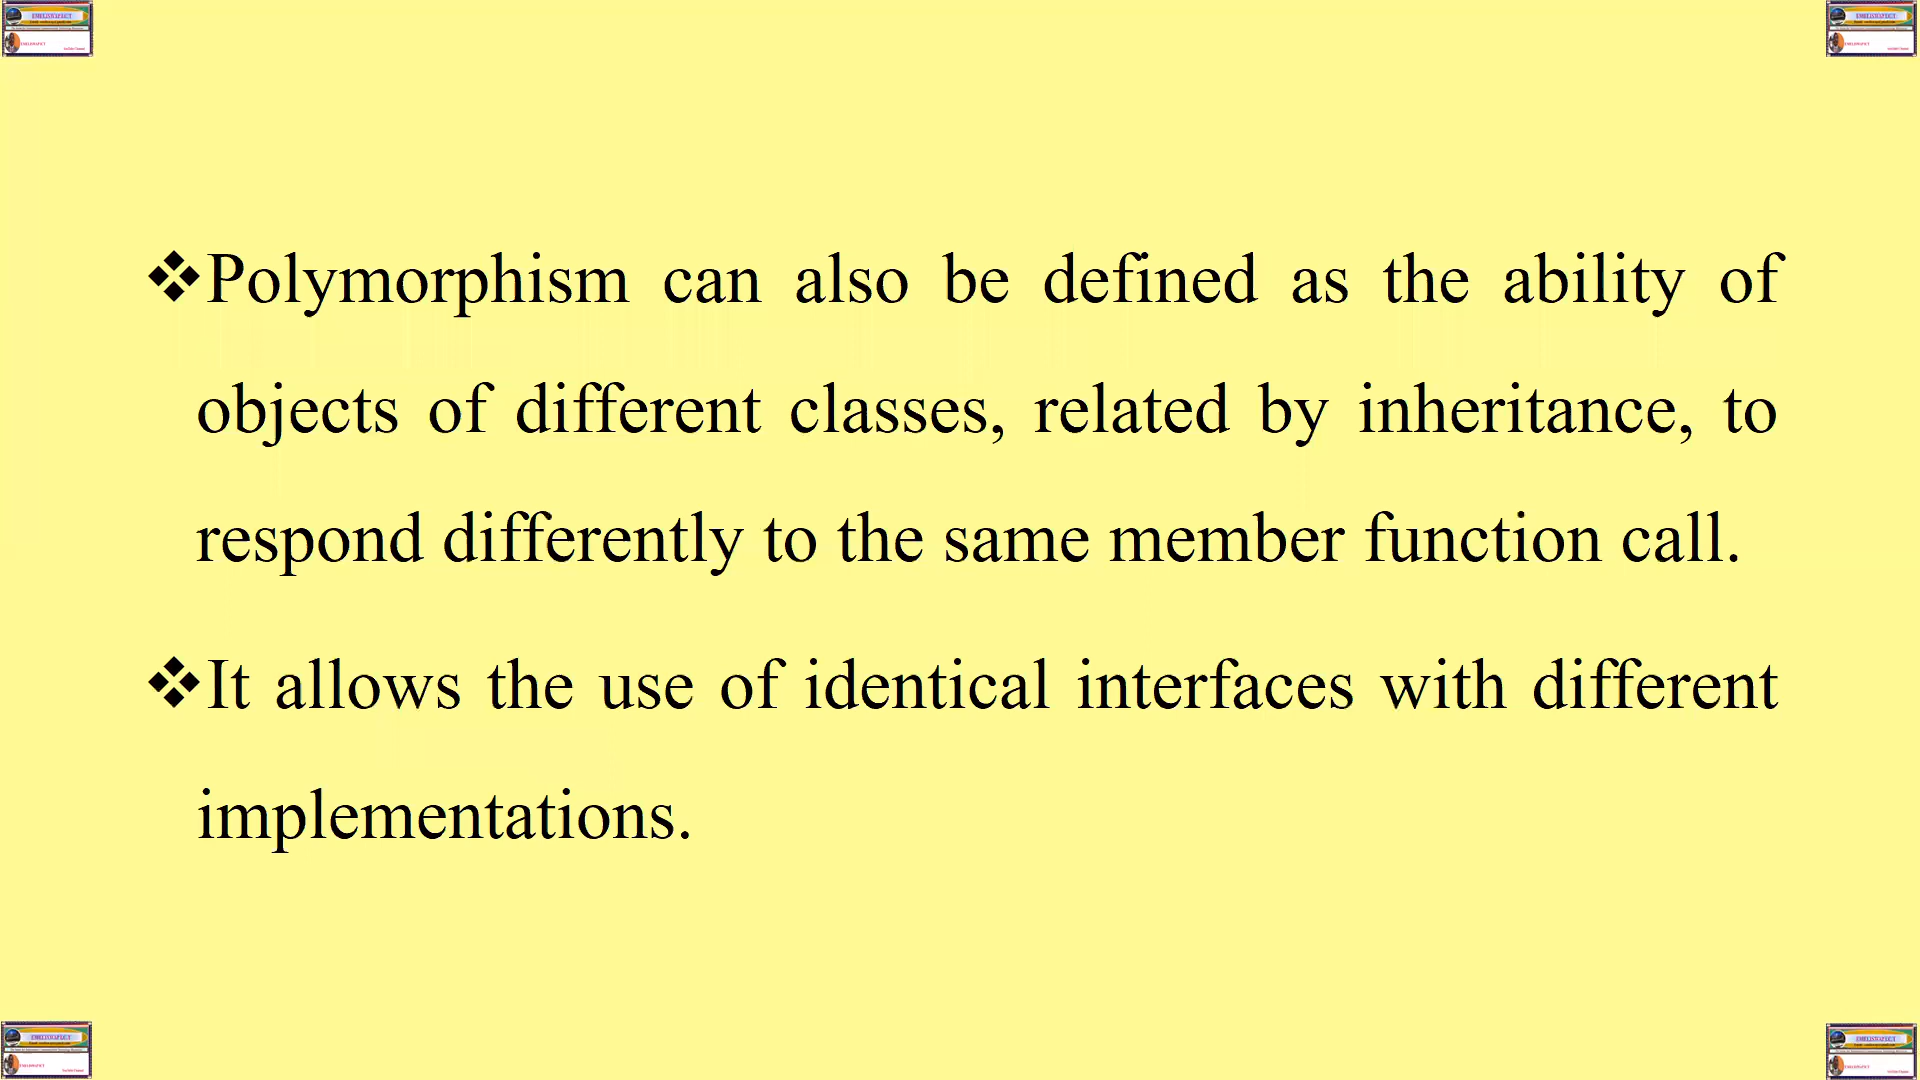 ❖Polymorphism can also be defined as the ability of
objects of different classes, related by inheritance, to
respond differently to the same member function call.
❖It allows the use of identical interfaces with different
implementations.